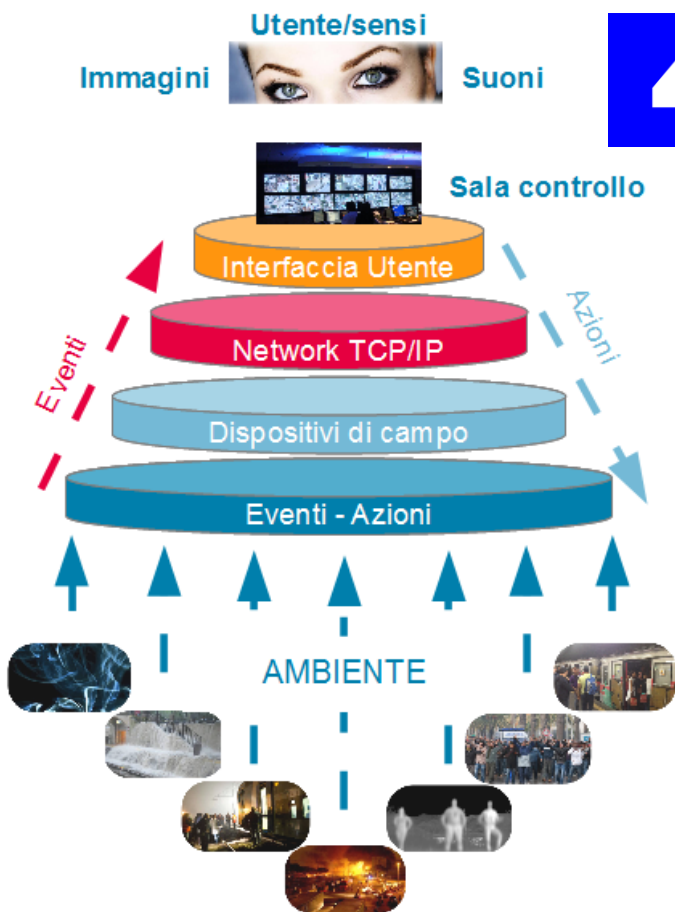 Utente/sensi
Immagini
Suoni
4
Sala controllo
Interfaccia Utente
Network TCP/IP
Eventi
Azioni
Dispositivi di campo
Eventi - Azioni
AMBIENTE